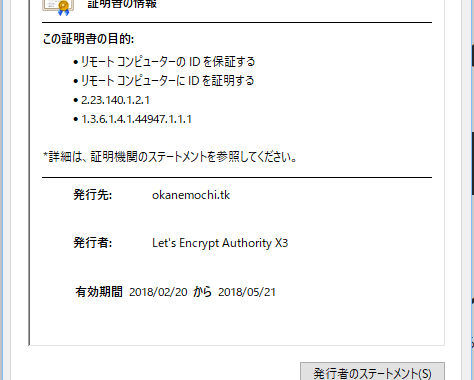 証明書の情報
この証明書の目的:
• リモート コンピューターの ID を保証する
• リモート コンピューターに ID を証明する
• 2.23.140.1.2.1
• 1.3.6.1.4.1.44947.1.1.1
*詳細は、証明機関のステートメントを参照してください。
発行先: okanemochi.tk
発行者: Let's Encrypt Authority X3
有効期間 2018/02/20 から 2018/05/21
発行者のステートメント(S)